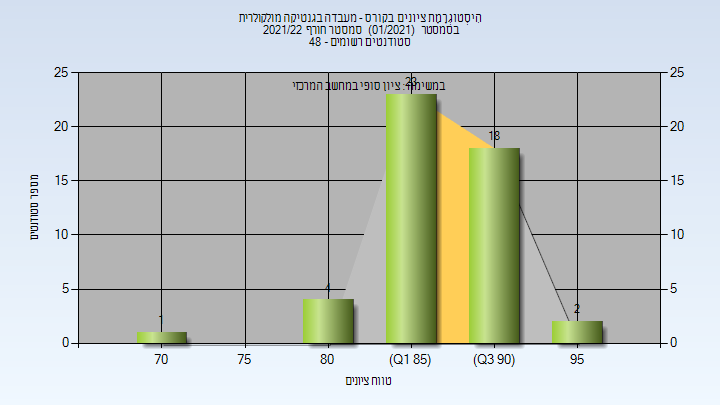 הִיסְטוֹגְרָמַת ציונים בקורס - מעבדה בגנטיקה מולקולרית
בסמסטר (01/2021) סמסטר חורף 2021/22
סטודנטים רשומים - 48
במשימה: ציון סופי במחשב המרכזי
25 25
20 20
15 15
10 10
5 5
0 0
מספר סטודנטים
1 4 23 18 2
70 75 80 (Q1 85) (Q3 90) 95
טווח ציונים